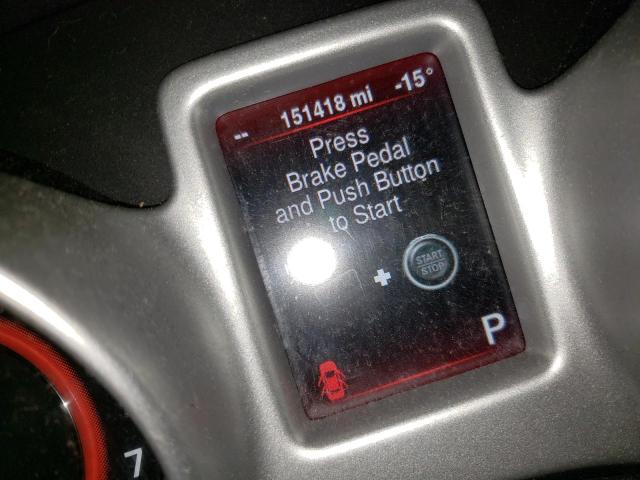 -- 151418 mi -15°
Press
Brake Pedal
and Push Button
to Start
+
START
STOP
P
7